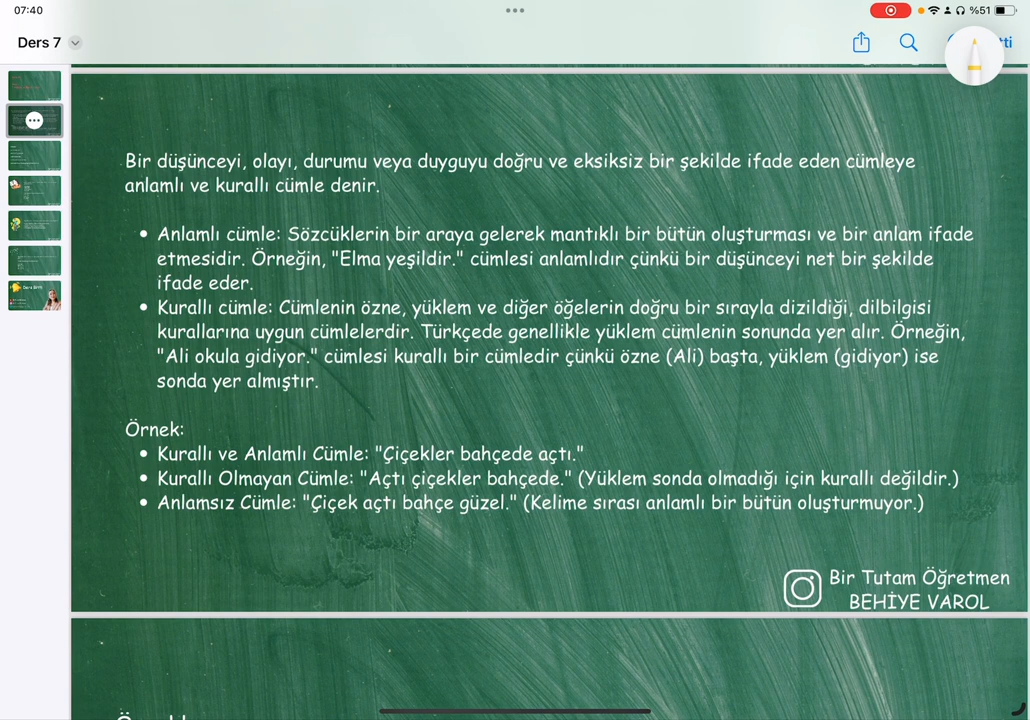 07:40
%51
Ders 7
tti
Bir düşünceyi, olayı, durumu veya duyguyu doğru ve eksiksiz bir şekilde ifade eden cümleye
anlamlı ve kurallı cümle denir.
• Anlamlı cümle: Sözcüklerin bir araya gelerek mantıklı bir bütün oluşturması ve bir anlam ifade
etmesidir. Örneğin, "Elma yeşildir." cümlesi anlamlıdır çünkü bir düşünceyi net bir şekilde
ifade eder.
• Kurallı cümle: Cümlenin özne, yüklem ve diğer öğelerin doğru bir sırayla dizildiği, dilbilgisi
kurallarına uygun cümlelerdir. Türkçede genellikle yüklem cümlenin sonunda yer alır. Örneğin,
"Ali okula gidiyor." cümlesi kurallı bir cümledir çünkü özne (Ali) başta, yüklem (gidiyor) ise
sonda yer almıştır.
Örnek:
• Kurallı ve Anlamlı Cümle: "Çiçekler bahçede açtı."
• Kurallı Olmayan Cümle: "Açtı çiçekler bahçede." (Yüklem sonda olmadığı için kurallı değildir.)
• Anlamsız Cümle: "Çiçek açtı bahçe güzel." (Kelime sırası anlamlı bir bütün oluşturmuyor.)
Bir Tutam Öğretmen
BEHİYE VAROL